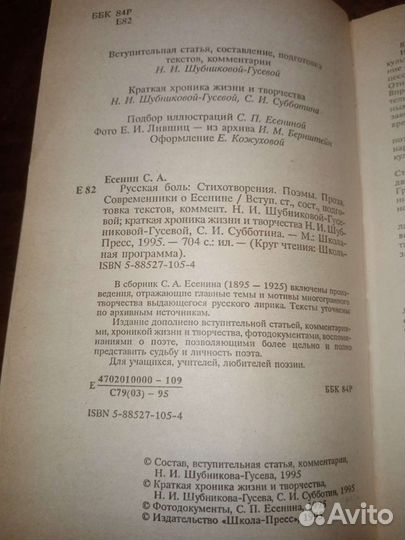 ББК 84Р
Е82
Вступительная статья, составление, подготовка
текстов, комментарии
Н. И. Шубниковой-Гусевой
Краткая хроника жизни и творчества
Н. И. Шубниковой-Гусевой, С. И. Субботина
Подбор иллюстраций С. П. Есениной
Фото Е. И. Лившиц — из архива И. М. Бернштейн
Оформление Е. Кожуховой
Есенин С. А.
Е 82 Русская боль: Стихотворения. Поэмы. Проза.
Современники о Есенине / Вступ. ст., сост., подго-
товка текстов, коммент. Н. И. Шубниковой-Гус-
евой; краткая хроника жизни и творчества Н. И. Шуб-
никовой-Гусевой, С. И. Субботина. — М.: Школа-
Пресс, 1995. — 704 с.: ил. — (Круг чтения: Школь-
ная программа).
ISBN 5-88527-105-4
В сборник С. А. Есенина (1895 — 1925) включены произ-
ведения, отражающие главные темы и мотивы многогранного
творчества выдающегося русского лирика. Тексты уточнены
по архивным источникам.
Издание дополнено вступительной статьей, комментари-
ями, хроникой жизни и творчества, фотодокументами, воспоми-
наниями о поэте, позволяющими более цельно и полно
представить судьбу и личность поэта.
Для учащихся, учителей, любителей поэзии.
Е 4702010000 — 109
С79(03) — 95
ББК 84Р
ISBN 5-88527-105-4
© Состав, вступительная статья, комментарии,
Н. И. Шубникова-Гусева, 1995
© Краткая хроника жизни и творчества,
Н. И. Шубникова-Гусева, С. И. Субботин, 1995
© Фотодокументы, С. П. Есенина,
© Издательство «Школа-Пресс»,
Avito